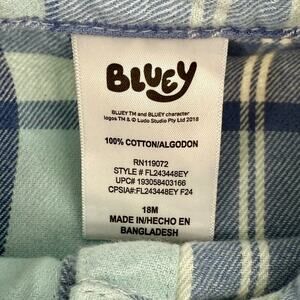 BLUEY
BLUEY TM and BLUEY character
logos TM & © Ludo Studio Pty Ltd 2018
100% COTTON/ALGODON
RN119072
STYLE # FL243448EY
UPC# 193058403166
CPSIA#:FL243448EY F24
18M
MADE IN/HECHO EN
BANGLADESH